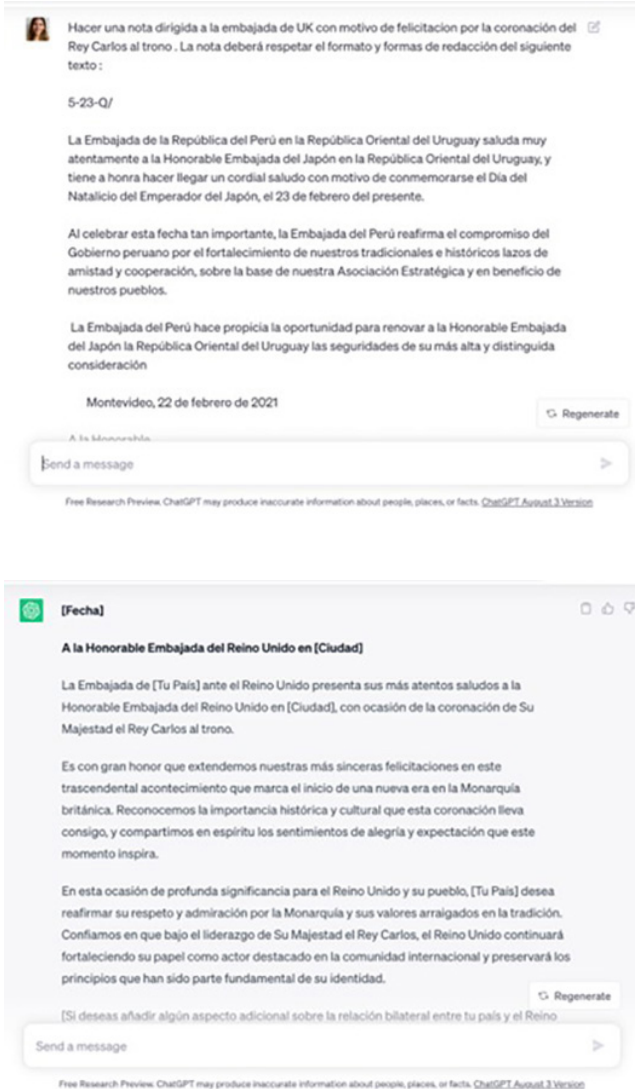 Hacer una nota dirigida a la embajada de UK con motivo de felicitacion por la coronación del
Rey Carlos al trono . La nota deberá respetar el formato y formas de redacción del siguiente
texto :
5-23-Q/
La Embajada de la República del Perú en la República Oriental del Uruguay saluda muy
atentamente a la Honorable Embajada del Japón en la República Oriental del Uruguay, y
tiene a honra hacer llegar un cordial saludo con motivo de conmemorarse el Día del
Natalicio del Emperador del Japón, el 23 de febrero del presente.
Al celebrar esta fecha tan importante, la Embajada del Perú reafirma el compromiso del
Gobierno peruano por el fortalecimiento de nuestros tradicionales e históricos lazos de
amistad y cooperación, sobre la base de nuestra Asociación Estratégica y en beneficio de
nuestros pueblos.
La Embajada del Perú hace propicia la oportunidad para renovar a la Honorable Embajada
del Japón la República Oriental del Uruguay las seguridades de su más alta y distinguida
consideración
Montevideo, 22 de febrero de 2021
Regenerate
A la Honorable
Send a message
Free Research Preview. ChatGPT may produce inaccurate information about people, places, or facts. ChatGPT August 3 Version
[Fecha]
A la Honorable Embajada del Reino Unido en [Ciudad]
La Embajada de [Tu País] ante el Reino Unido presenta sus más atentos saludos a la
Honorable Embajada del Reino Unido en [Ciudad], con ocasión de la coronación de Su
Majestad el Rey Carlos al trono.
Es con gran honor que extendemos nuestras más sinceras felicitaciones en este
trascendental acontecimiento que marca el inicio de una nueva era en la Monarquía
británica. Reconocemos la importancia histórica y cultural que esta coronación lleva
consigo, y compartimos en espíritu los sentimientos de alegría y expectación que este
momento inspira.
En esta ocasión de profunda significancia para el Reino Unido y su pueblo, [Tu País] desea
reafirmar su respeto y admiración por la Monarquía y sus valores arraigados en la tradición.
Confiamos en que bajo el liderazgo de Su Majestad el Rey Carlos, el Reino Unido continuará
fortaleciendo su papel como actor destacado en la comunidad internacional y preservará los
principios que han sido parte fundamental de su identidad.
Regenerate
[Si deseas añadir algún aspecto adicional sobre la relación bilateral entre tu país y el Reino
Send a message
Free Research Preview. ChatGPT may produce inaccurate information about people, places, or facts. ChatGPT August 3 Version